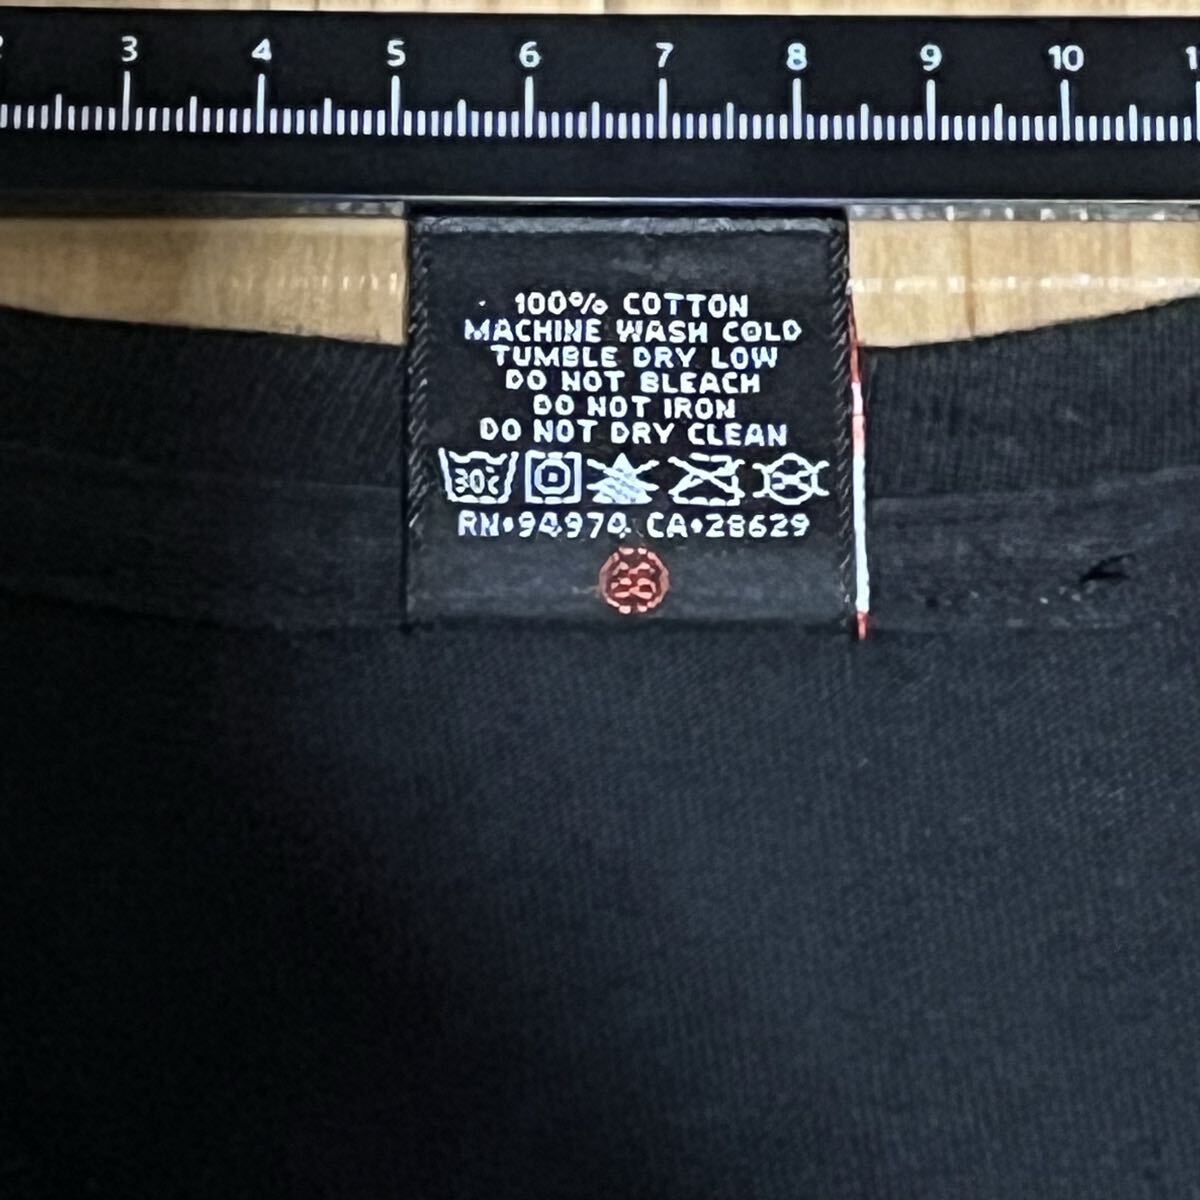 3 4 5 6 7 8 9 10
100% COTTON
MACHINE WASH COLD
TUMBLE DRY LOW
DO NOT BLEACH
DO NOT IRON
DO NOT DRY CLEAN
30c
RN•94974 CA•28629